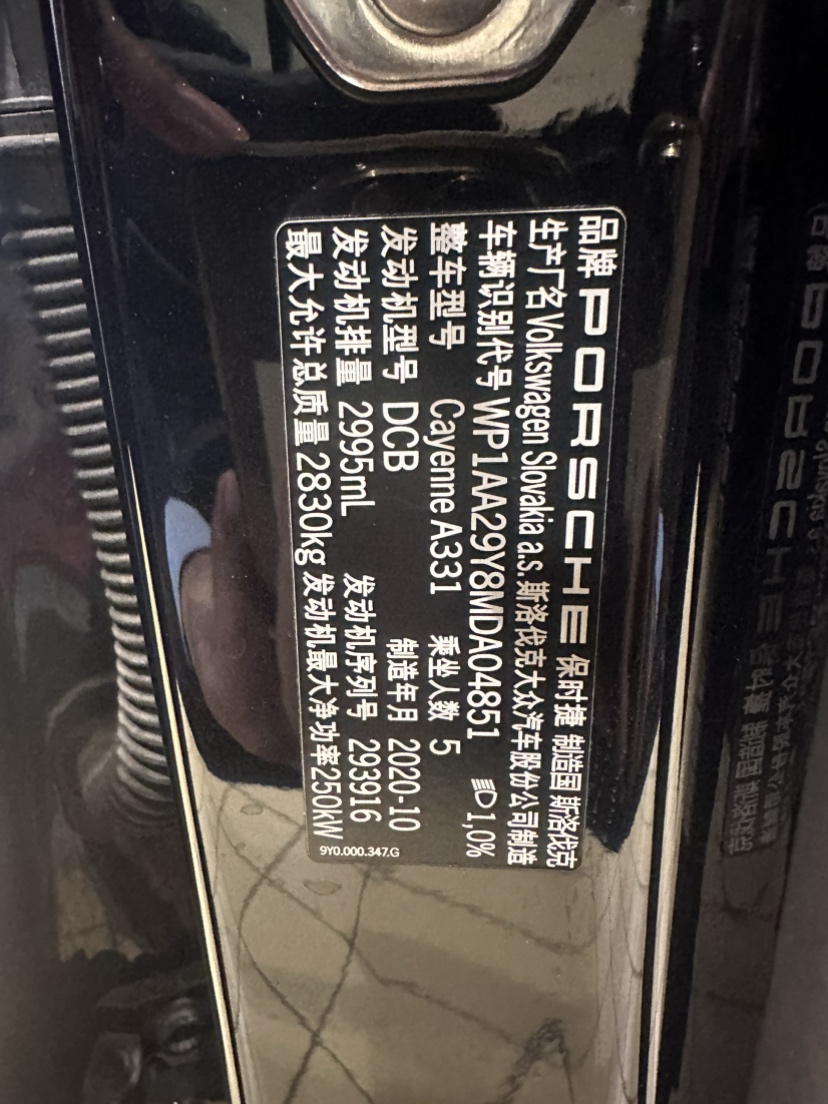 品牌 PORSCHE 保时捷 制造国 斯洛伐克
生产厂名 Volkswagen Slovakia a.s. 斯洛伐克大众汽车股份公司制造
车辆识别代号 WP1AA29Y8MDA04851 1,0%
整车型号 Cayenne A331 乘坐人数 5
发动机型号 DCB 制造年月 2020-10
发动机排量 2995mL 发动机序列号 293916
最大允许总质量 2830kg 发动机最大净功率 250kW
9Y0.000.347.G